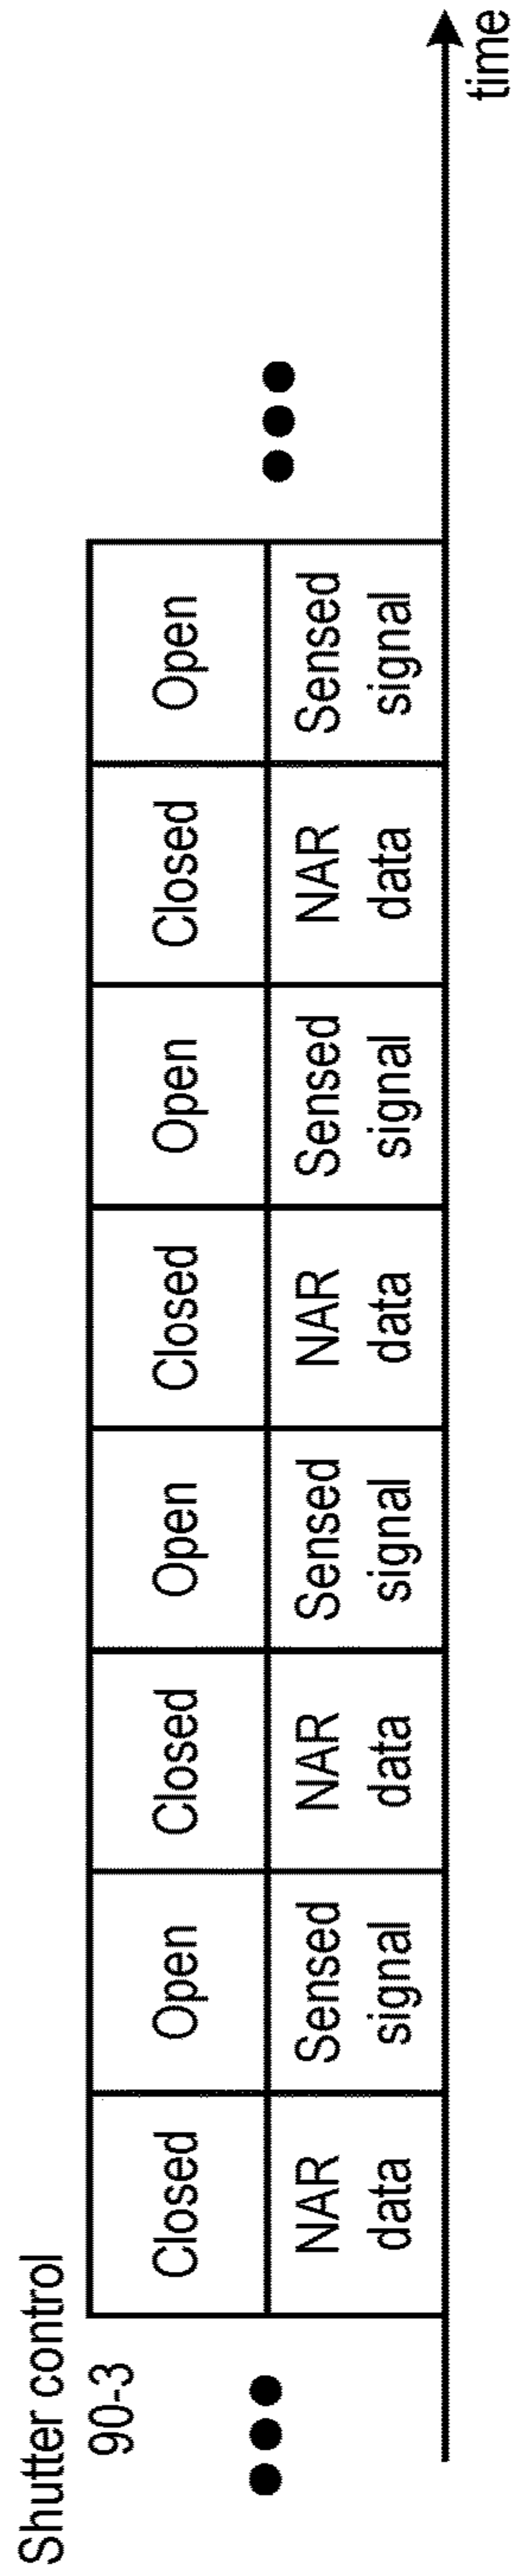 Shutter control
90-3
Closed
Open
Closed
Open
Closed
Open
Closed
Open
NAR
data
Sensed
signal
NAR
data
Sensed
signal
NAR
data
Sensed
signal
NAR
data
Sensed
signal
time